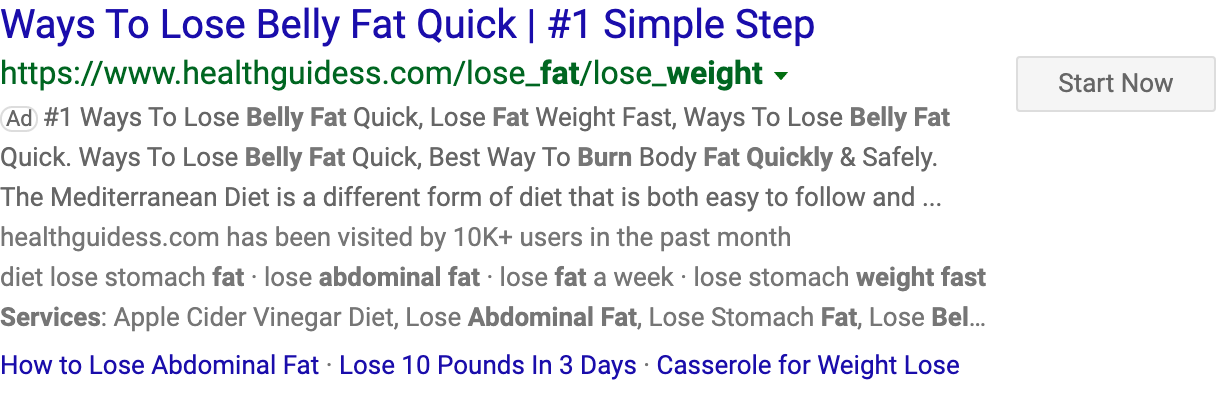 Ways To Lose Belly Fat Quick | #1 Simple Step
https://www.healthguidess.com/lose_fat/lose_weight
Start Now
Ad #1 Ways To Lose Belly Fat Quick, Lose Fat Weight Fast, Ways To Lose Belly Fat
Quick. Ways To Lose Belly Fat Quick, Best Way To Burn Body Fat Quickly & Safely.
The Mediterranean Diet is a different form of diet that is both easy to follow and ...
healthguidess.com has been visited by 10K+ users in the past month
diet lose stomach fat · lose abdominal fat · lose fat a week · lose stomach weight fast
Services: Apple Cider Vinegar Diet, Lose Abdominal Fat, Lose Stomach Fat, Lose Bel…
How to Lose Abdominal Fat · Lose 10 Pounds In 3 Days · Casserole for Weight Lose